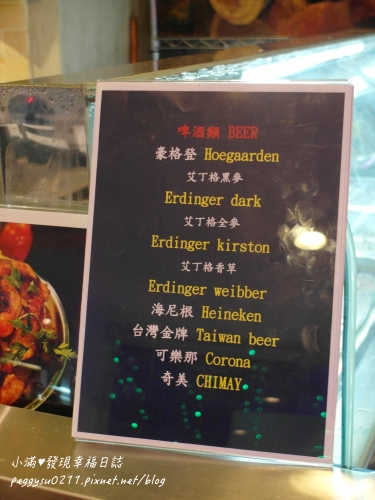 啤酒類 BEER
豪格登 Hoegaarden
艾丁格黑麥
Erdinger dark
艾丁格全麥
Erdinger kirston
艾丁格香草
Erdinger weibber
海尼根 Heineken
台灣金牌 Taiwan beer
可樂那 Corona
奇美 CHIMAY
小滿♥發現幸福日誌
peggysu0211.pixnet.net/blog